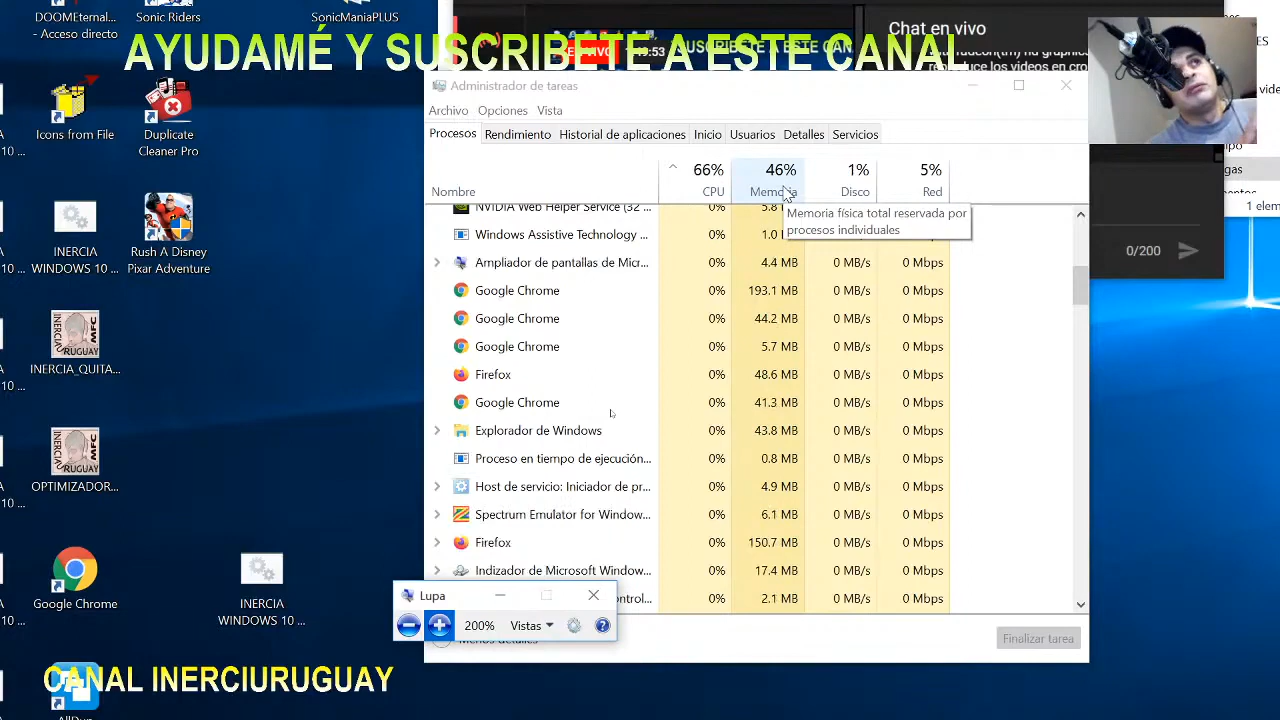 DOOMEternal...
- Acceso directo
Sonic Riders
SonicManiaPLUS
Chat en vivo
AYUDAMÉ Y SUSCRIBETE A ESTE CANAL
Administrador de tareas
Archivo Opciones Vista
Procesos Rendimiento Historial de aplicaciones Inicio Usuarios Detalles Servicios
66% 46% 1% 5%
Nombre CPU Memoria Disco Red
Memoria física total reservada por
procesos individuales
NVIDIA Web Helper Service (32 ... 0% 5.8
Windows Assistive Technology ... 0% 1.0
Ampliador de pantallas de Micr... 0% 4.4 MB 0 MB/s 0 Mbps
Google Chrome 0% 193.1 MB 0 MB/s 0 Mbps
Google Chrome 0% 44.2 MB 0 MB/s 0 Mbps
Google Chrome 0% 5.7 MB 0 MB/s 0 Mbps
Firefox 0% 48.6 MB 0 MB/s 0 Mbps
Google Chrome 0% 41.3 MB 0 MB/s 0 Mbps
Explorador de Windows 0% 43.8 MB 0 MB/s 0 Mbps
Proceso en tiempo de ejecución... 0% 0.8 MB 0 MB/s 0 Mbps
Host de servicio: Iniciador de pr... 0% 4.9 MB 0 MB/s 0 Mbps
Spectrum Emulator for Window... 0% 6.1 MB 0 MB/s 0 Mbps
Firefox 0% 150.7 MB 0 MB/s 0 Mbps
Indizador de Microsoft Window... 0% 17.4 MB 0 MB/s 0 Mbps
ontrol... 0% 2.1 MB 0 MB/s 0 Mbps
Finalizar tarea
Lupa
200% Vistas
0/200
1 elem
Icons from File
Duplicate
Cleaner Pro
INERCIA
WINDOWS 10 ...
Rush A Disney
Pixar Adventure
INERCIA_QUITA...
OPTIMIZADOR...
Google Chrome
INERCIA
WINDOWS 10 ...
CANAL INERCIURUGUAY